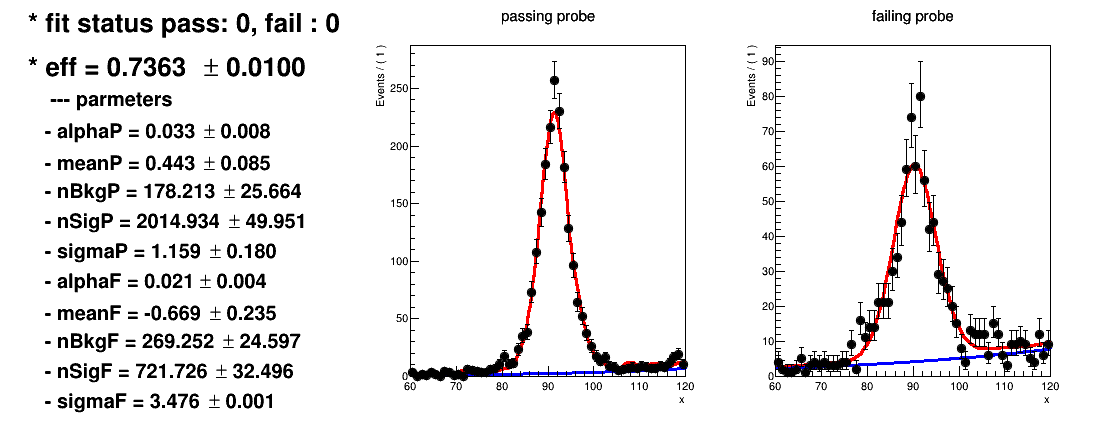 * fit status pass: 0, fail : 0
* eff = 0.7363 ± 0.0100
--- parmeters
- alphaP = 0.033 ± 0.008
- meanP = 0.443 ± 0.085
- nBkgP = 178.213 ± 25.664
- nSigP = 2014.934 ± 49.951
- sigmaP = 1.159 ± 0.180
- alphaF = 0.021 ± 0.004
- meanF = -0.669 ± 0.235
- nBkgF = 269.252 ± 24.597
- nSigF = 721.726 ± 32.496
- sigmaF = 3.476 ± 0.001
passing probe
Events / ( 1 )
250
200
150
100
50
0
60 70 80 90 100 110 120
x
failing probe
Events / ( 1 )
90
80
70
60
50
40
30
20
10
0
60 70 80 90 100 110 120
x